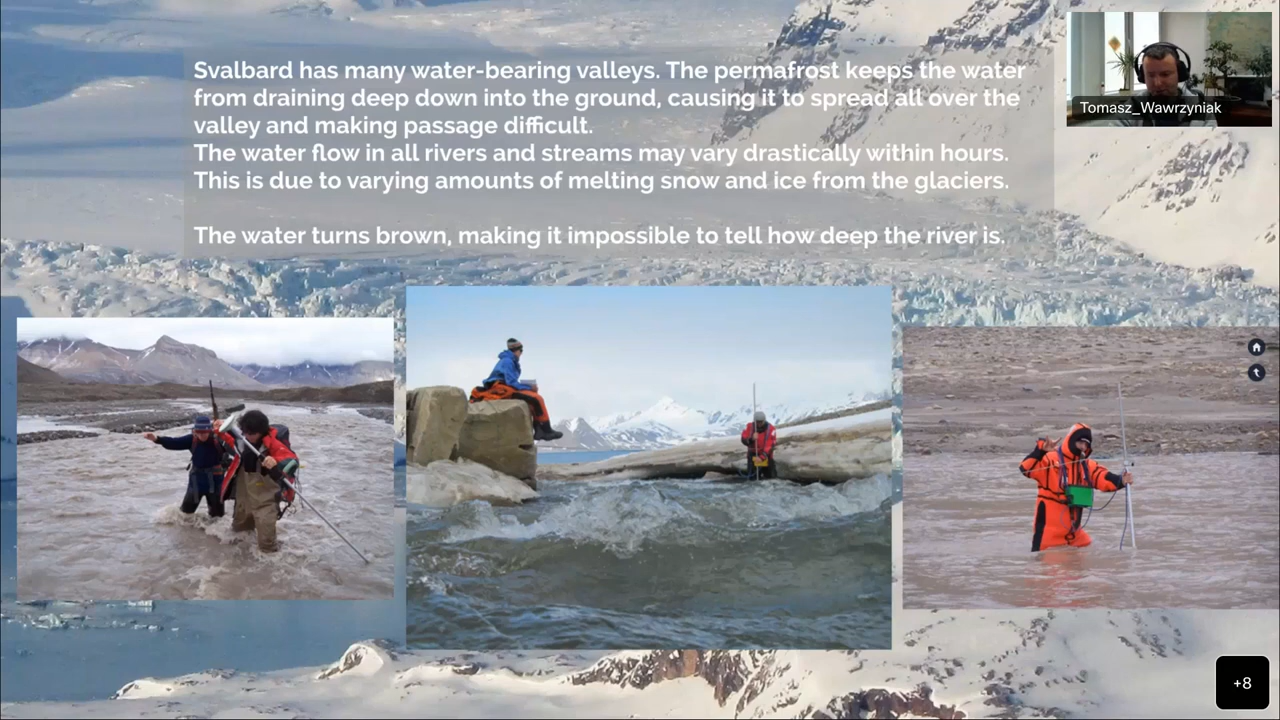 Svalbard has many water-bearing valleys. The permafrost keeps the water
from draining deep down into the ground, causing it to spread all over the
valley and making passage difficult.
The water flow in all rivers and streams may vary drastically within hours.
This is due to varying amounts of melting snow and ice from the glaciers.
The water turns brown, making it impossible to tell how deep the river is.
Tomasz_Wawrzyniak
+8